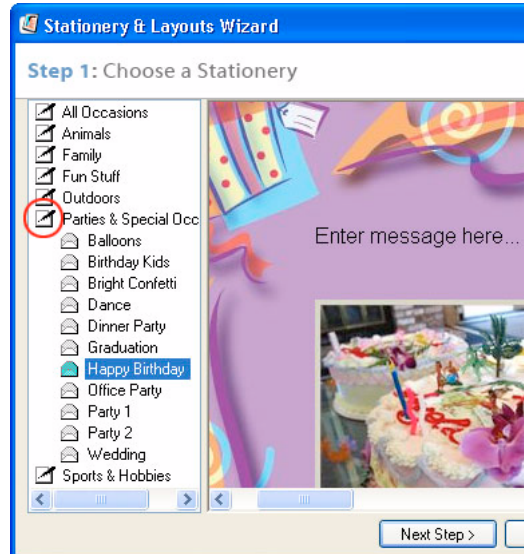 Stationery & Layouts Wizard
Step 1: Choose a Stationery
All Occasions
Animals
Family
Fun Stuff
Outdoors
Parties & Special Occ
Balloons
Birthday Kids
Bright Confetti
Dance
Dinner Party
Graduation
Happy Birthday
Office Party
Party 1
Party 2
Wedding
Sports & Hobbies
Enter message here...
Next Step >